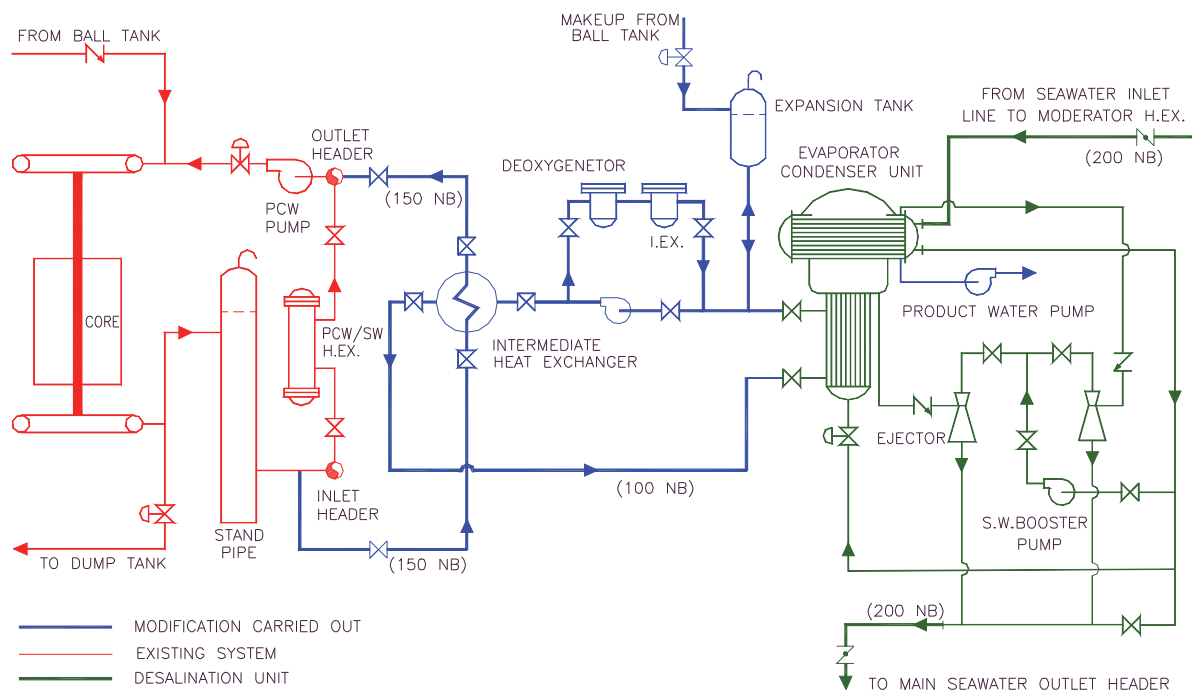 FROM BALL TANK
MAKEUP FROM
BALL TANK
EXPANSION TANK
FROM SEAWATER INLET
LINE TO MODERATOR H.EX.
(200 NB)
OUTLET
HEADER
DEOXYGENETOR
EVAPORATOR
CONDENSER UNIT
(150 NB)
PCW
PUMP
I.EX.
CORE
PCW/SW
H.EX.
INTERMEDIATE
HEAT EXCHANGER
PRODUCT WATER PUMP
EJECTOR
(100 NB)
INLET
HEADER
S.W.BOOSTER
PUMP
STAND
PIPE
TO DUMP TANK
(150 NB)
(200 NB)
MODIFICATION CARRIED OUT
EXISTING SYSTEM
DESALINATION UNIT
TO MAIN SEAWATER OUTLET HEADER